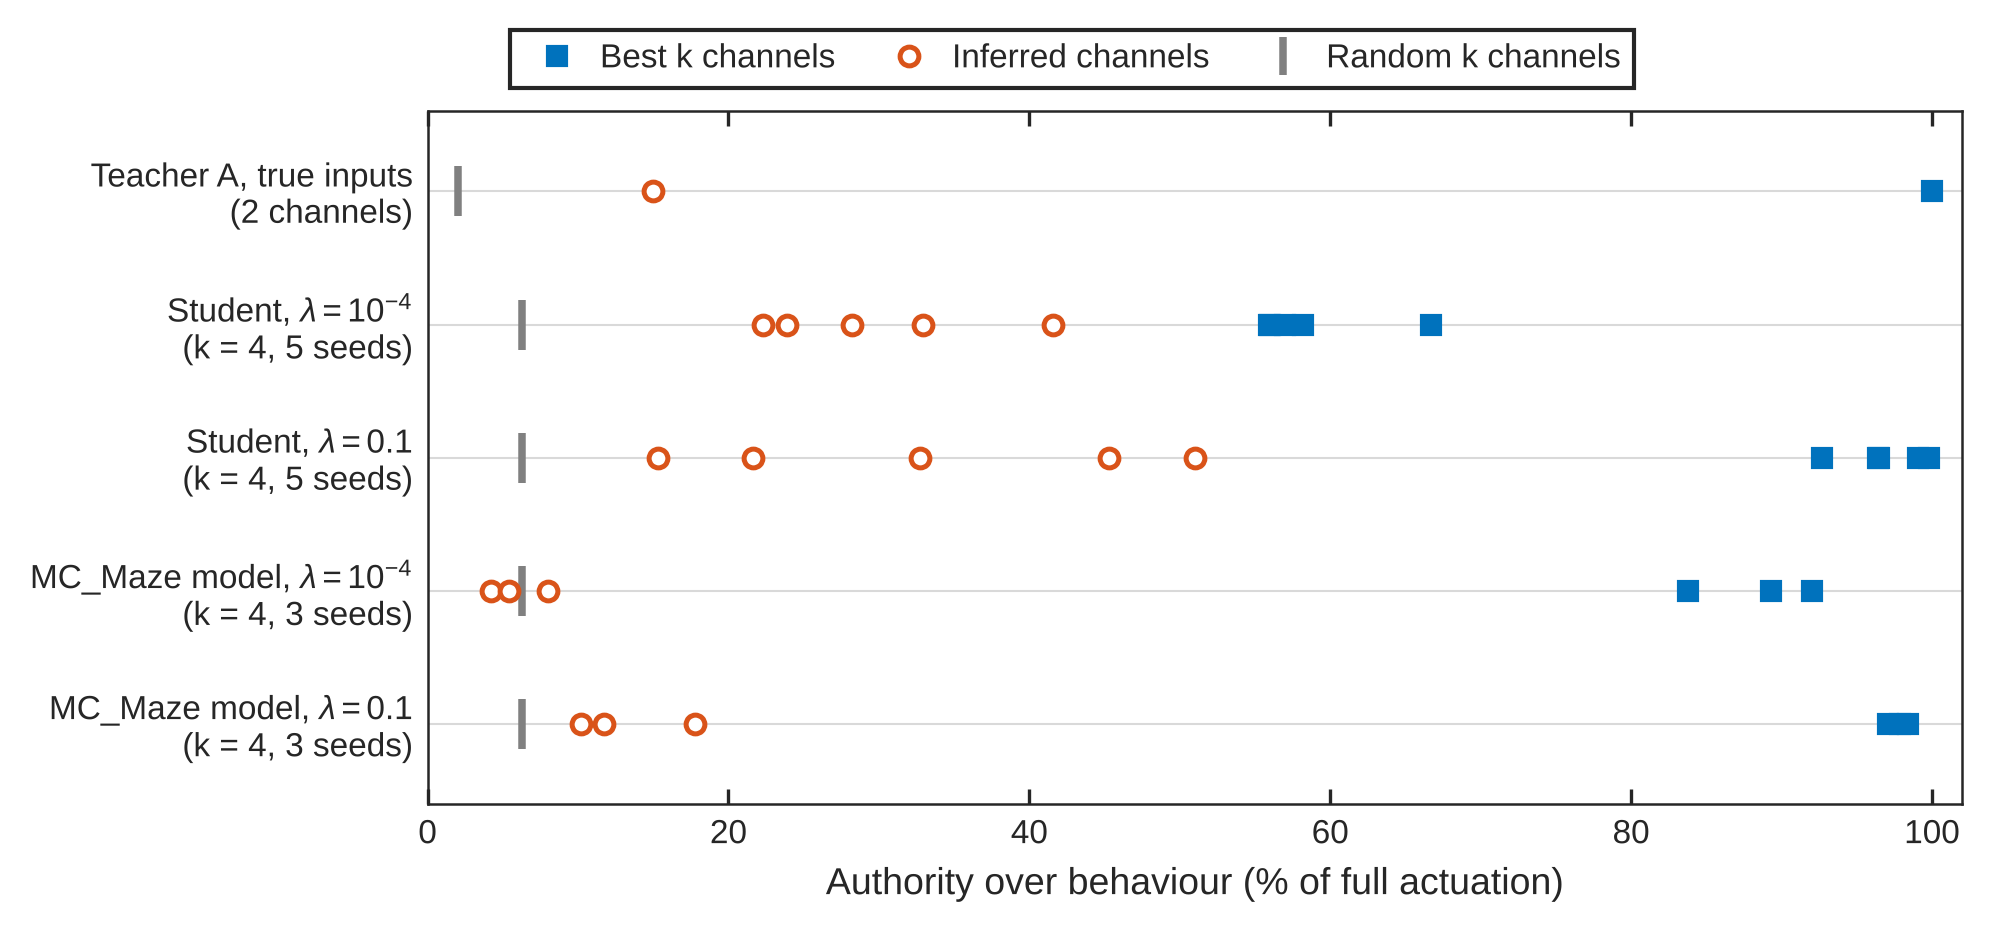 Best k channels
Inferred channels
Random k channels
Teacher A, true inputs
(2 channels)
Student, λ = 10⁻⁴
(k = 4, 5 seeds)
Student, λ = 0.1
(k = 4, 5 seeds)
MC_Maze model, λ = 10⁻⁴
(k = 4, 3 seeds)
MC_Maze model, λ = 0.1
(k = 4, 3 seeds)
0 20 40 60 80 100
Authority over behaviour (% of full actuation)